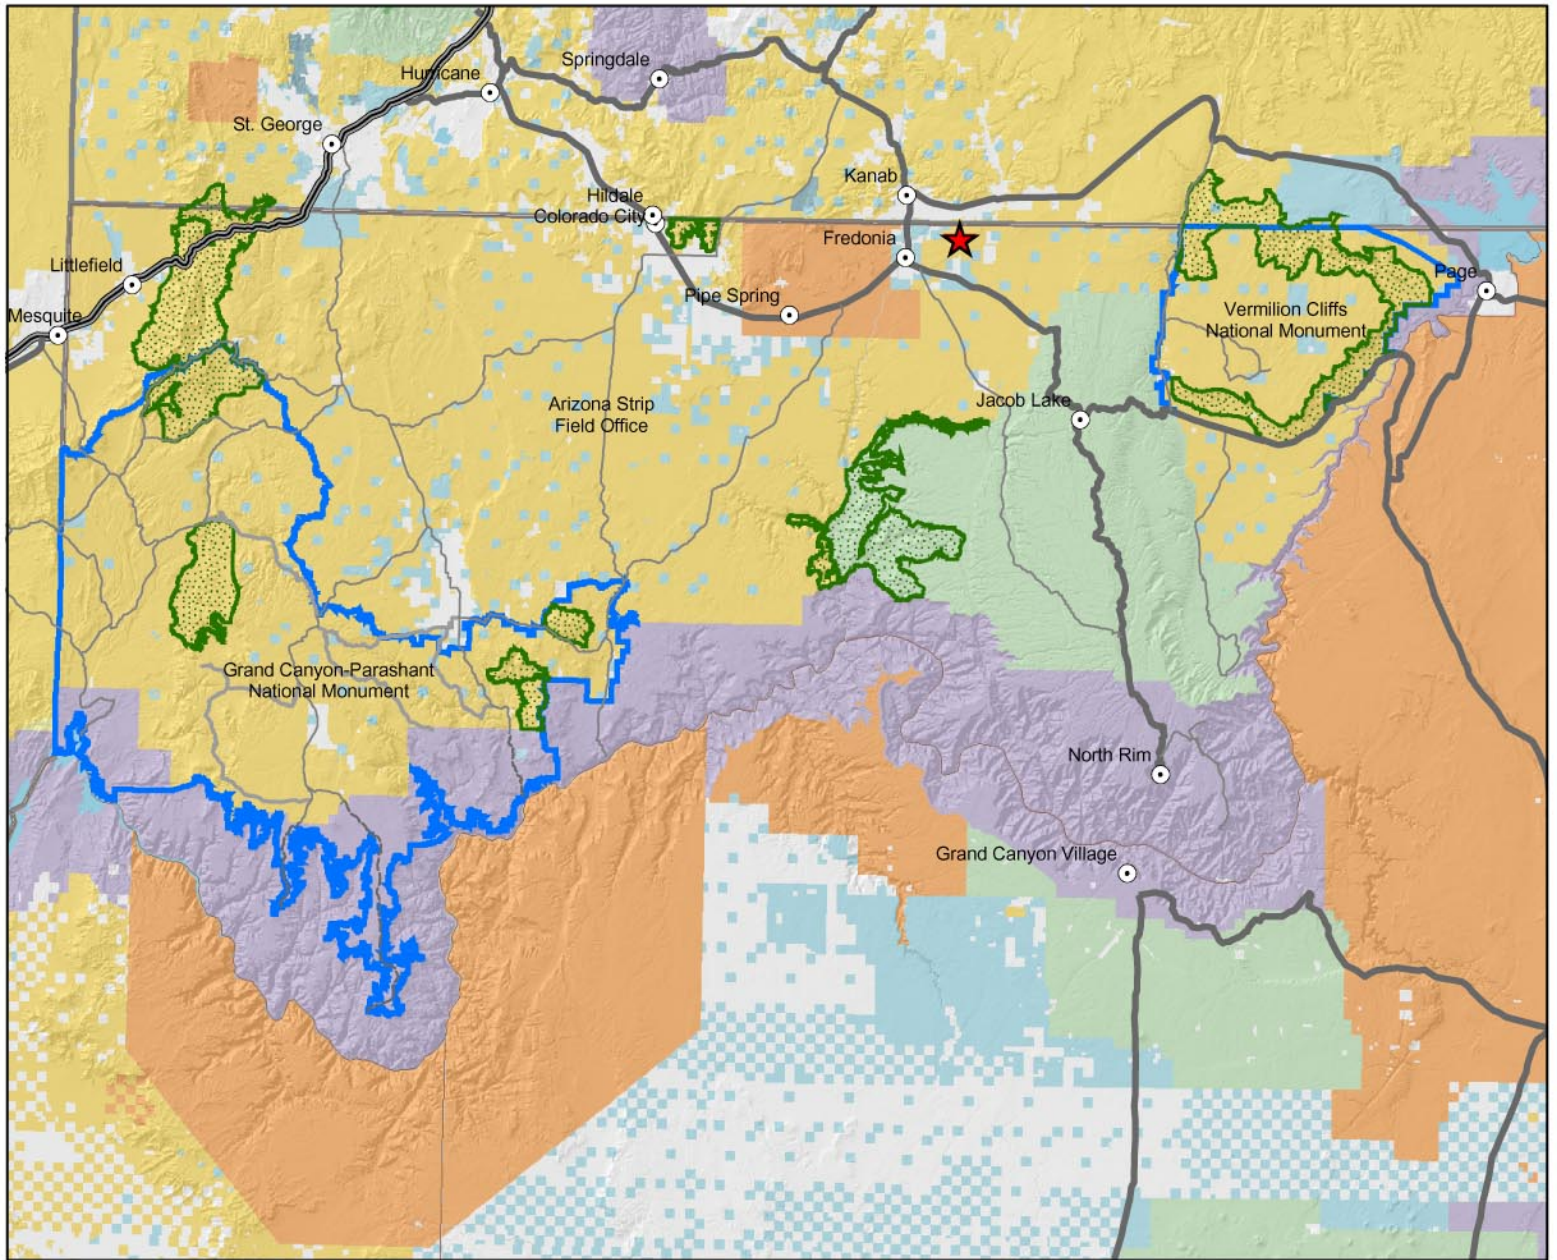 Springdale
Hurricane
St. George
Kanab
Hildale
Colorado City
Fredonia
Littlefield
Page
Pipe Spring
Mesquite
Vermilion Cliffs
National Monument
Jacob Lake
Arizona Strip
Field Office
Grand Canyon-Parashant
National Monument
North Rim
Grand Canyon Village